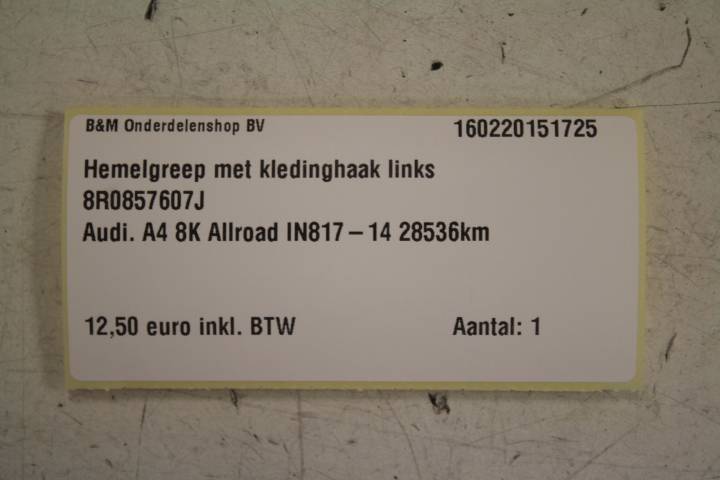 B&M Onderdelenshop BV 160220151725
Hemelgreep met kledinghaak links
8R0857607J
Audi. A4 8K Allroad IN817 – 14 28536km
12,50 euro inkl. BTW Aantal: 1